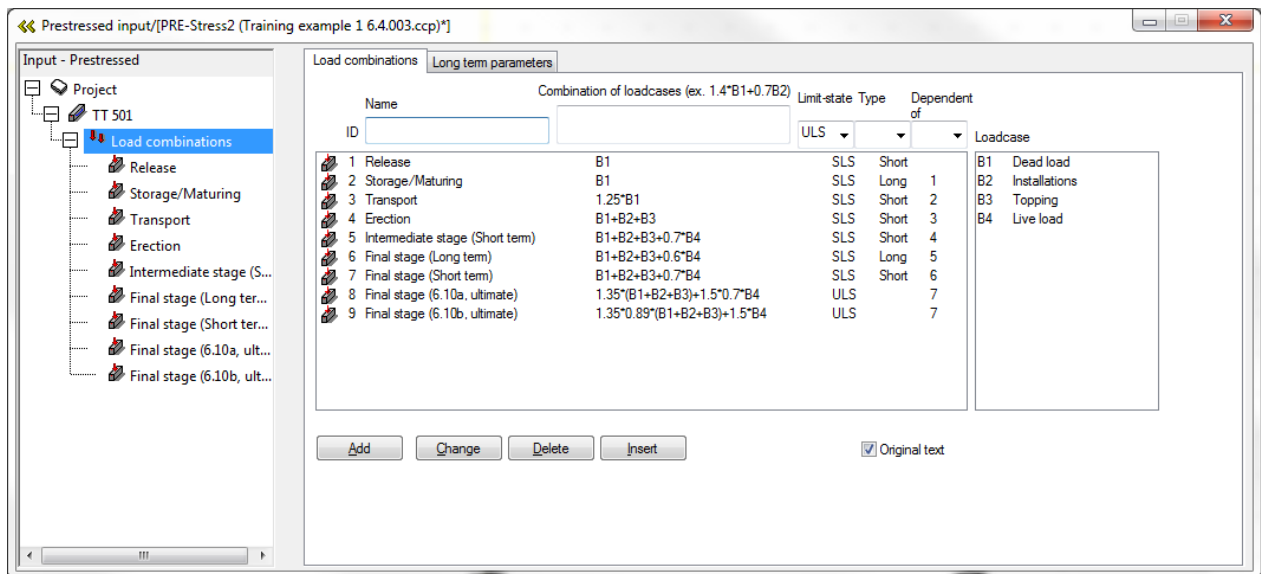 Prestressed input/[PRE-Stress2 (Training example 1 6.4.003.ccp)*]
Input - Prestressed
Project
TT 501
Load combinations
Release
Storage/Maturing
Transport
Erection
Intermediate stage (S...
Final stage (Long ter...
Final stage (Short ter...
Final stage (6.10a, ult...
Final stage (6.10b, ult...
Load combinations Long term parameters
Name Combination of loadcases (ex. 1.4*B1+0.7B2) Limit-state Type Dependent of
ID ULS Loadcase
1 Release B1 SLS Short
2 Storage/Maturing B1 SLS Long 1
3 Transport 1.25*B1 SLS Short 2
4 Erection B1+B2+B3 SLS Short 3
5 Intermediate stage (Short term) B1+B2+B3+0.7*B4 SLS Short 4
6 Final stage (Long term) B1+B2+B3+0.6*B4 SLS Long 5
7 Final stage (Short term) B1+B2+B3+0.7*B4 SLS Short 6
8 Final stage (6.10a, ultimate) 1.35*(B1+B2+B3)+1.5*0.7*B4 ULS 7
9 Final stage (6.10b, ultimate) 1.35*0.89*(B1+B2+B3)+1.5*B4 ULS 7
B1 Dead load
B2 Installations
B3 Topping
B4 Live load
Add Change Delete Insert Original text